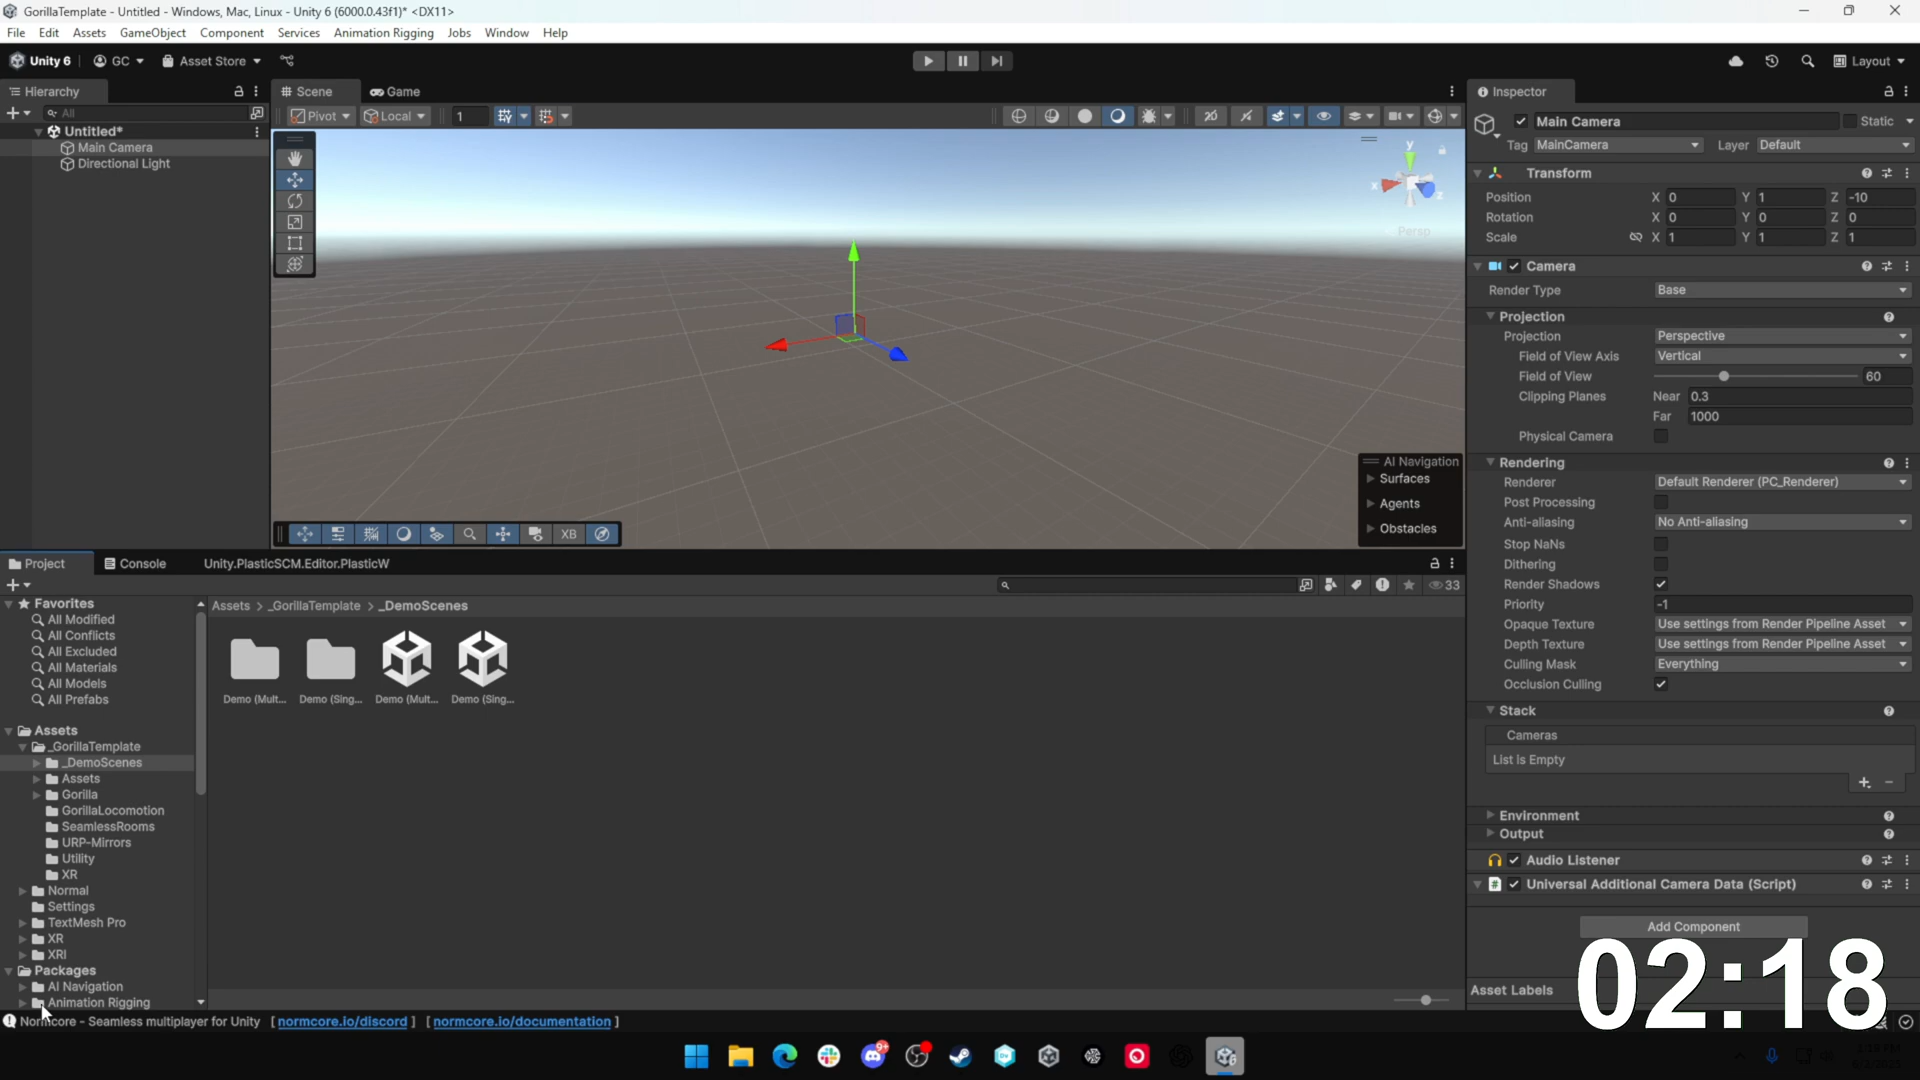 GorillaTemplate - Untitled - Windows, Mac, Linux - Unity 6 (6000.0.43f1)* <DX11>
File Edit Assets GameObject Component Services Animation Rigging Jobs Window Help
Unity 6 GC Asset Store Layout
Hierarchy
All
Untitled*
Main Camera
Directional Light
Scene Game
Pivot Local 1
y
x
z
Persp
AI Navigation
Surfaces
Agents
Obstacles
XB
Inspector
Main Camera Static
Tag MainCamera Layer Default
Transform
Position X 0 Y 1 Z -10
Rotation X 0 Y 0 Z 0
Scale X 1 Y 1 Z 1
Camera
Render Type Base
Projection
Projection Perspective
Field of View Axis Vertical
Field of View 60
Clipping Planes Near 0.3
Far 1000
Physical Camera
Rendering
Renderer Default Renderer (PC_Renderer)
Post Processing
Anti-aliasing No Anti-aliasing
Stop NaNs
Dithering
Render Shadows
Priority -1
Opaque Texture Use settings from Render Pipeline Asset
Depth Texture Use settings from Render Pipeline Asset
Culling Mask Everything
Occlusion Culling
Stack
Cameras
List is Empty
Environment
Output
Audio Listener
Universal Additional Camera Data (Script)
Add Component
Asset Labels
02:18
Project Console Unity.PlasticSCM.Editor.PlasticW
33
Favorites
All Modified
All Conflicts
All Excluded
All Materials
All Models
All Prefabs
Assets
_GorillaTemplate
_DemoScenes
Assets
Gorilla
GorillaLocomotion
SeamlessRooms
URP-Mirrors
Utility
XR
Normal
Settings
TextMesh Pro
XR
XRI
Packages
AI Navigation
Animation Rigging
Assets > _GorillaTemplate > _DemoScenes
Demo (Mult... Demo (Sing... Demo (Mult... Demo (Sing...
Normcore - Seamless multiplayer for Unity [ normcore.io/discord ] [ normcore.io/documentation ]
9+